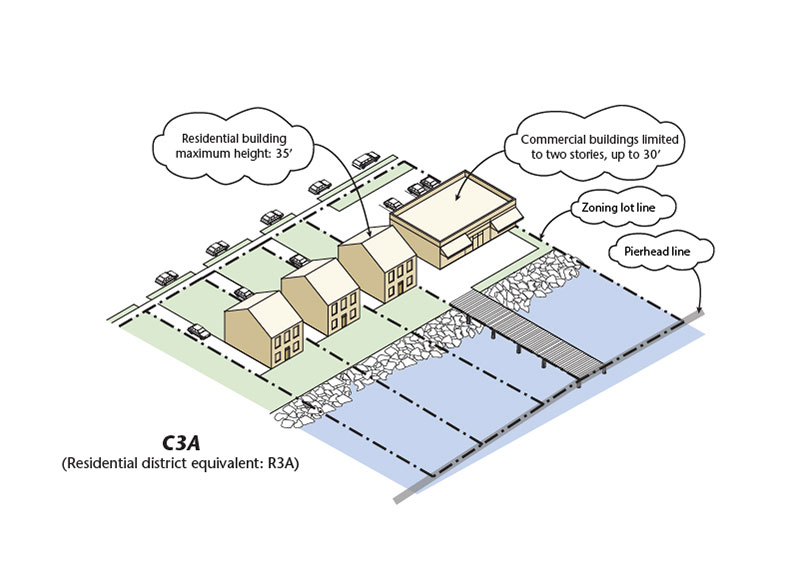 Residential building
maximum height: 35’
Commercial buildings limited
to two stories, up to 30’
Zoning lot line
Pierhead line
C3A
(Residential district equivalent: R3A)